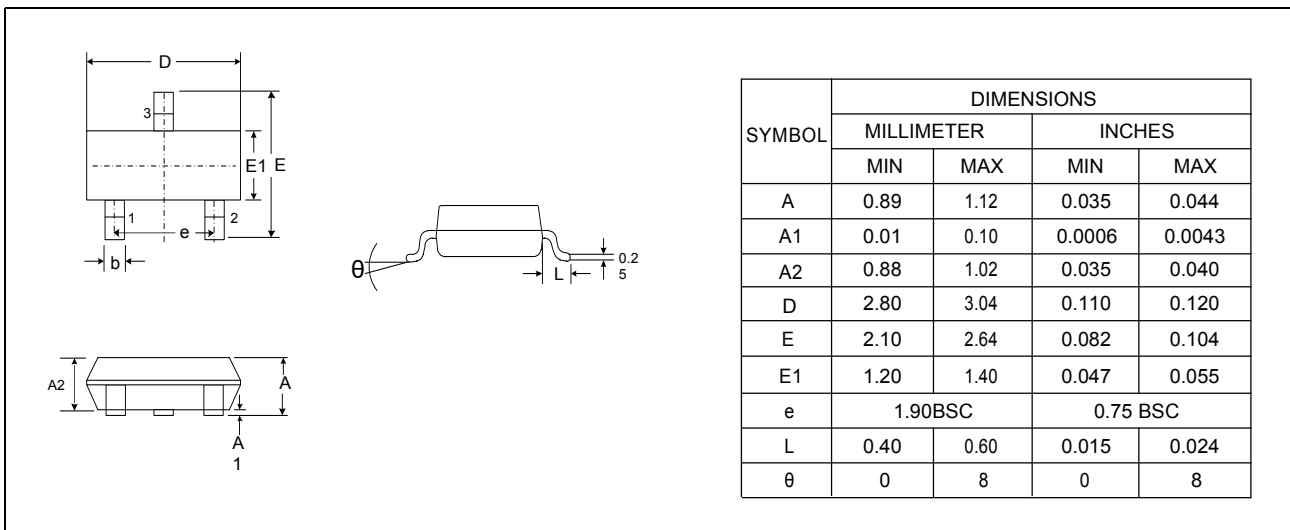 D
3
E1 E
1
2
e
b
θ
L
0.2
5
A2
A
A
1
DIMENSIONS
SYMBOL MILLIMETER INCHES
MIN MAX MIN MAX
A 0.89 1.12 0.035 0.044
A1 0.01 0.10 0.0006 0.0043
A2 0.88 1.02 0.035 0.040
D 2.80 3.04 0.110 0.120
E 2.10 2.64 0.082 0.104
E1 1.20 1.40 0.047 0.055
e 1.90BSC 0.75 BSC
L 0.40 0.60 0.015 0.024
θ 0 8 0 8